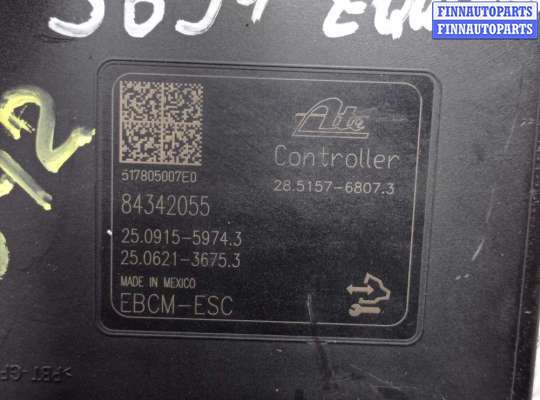 FINNAUTOPARTS
FINNAUTOPARTS
Ate
Controller
28.5157-6807.3
517805007E0
84342055
25.0915-5974.3
25.0621-3675.3
MADE IN MEXICO
EBCM-ESC